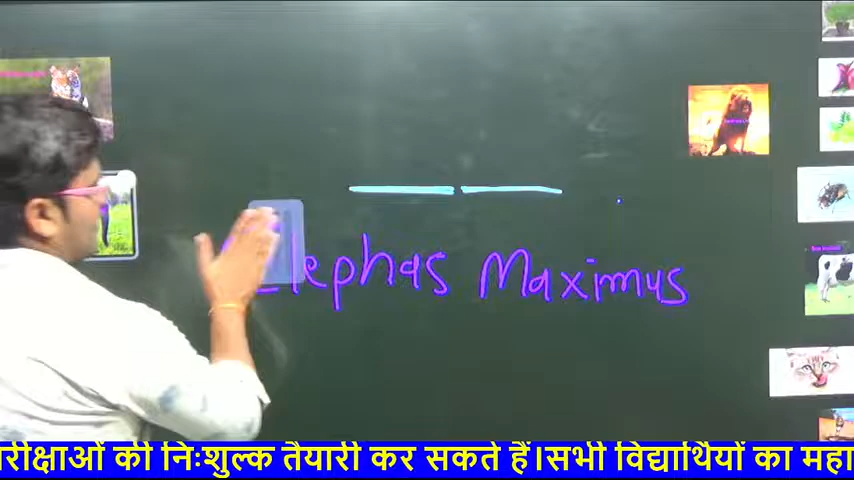 Elephas Maximus
रीक्षाओं की निःशुल्क तैयारी कर सकते हैं।सभी विद्यार्थियों का महा